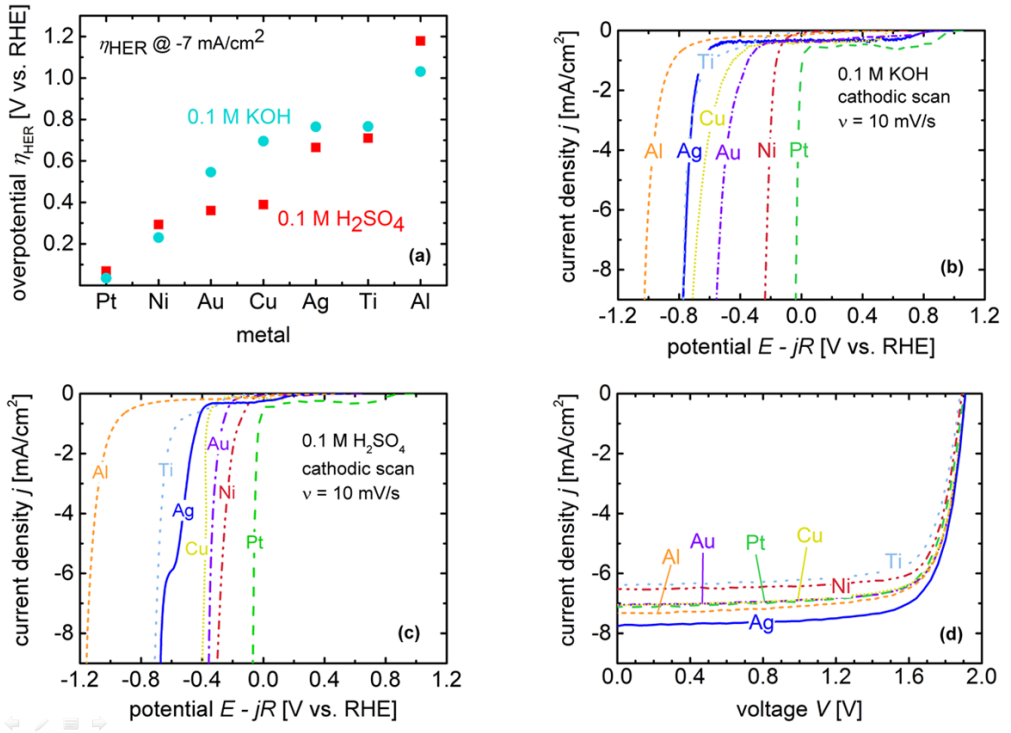 η_HER @ -7 mA/cm²
0.1 M KOH
0.1 M H₂SO₄
(a)
overpotential η_HER [V vs. RHE]
1.2
1.0
0.8
0.6
0.4
0.2
Pt Ni Au Cu Ag Ti Al
metal
0
-2
-4
-6
-8
current density j [mA/cm²]
Ti
0.1 M KOH
cathodic scan
ν = 10 mV/s
Cu
Al Ag Au Ni Pt
(b)
-1.2 -0.8 -0.4 0.0 0.4 0.8 1.2
potential E - jR [V vs. RHE]
0
-2
-4
-6
-8
current density j [mA/cm²]
0.1 M H₂SO₄
cathodic scan
ν = 10 mV/s
Al Ti Au
Ni
Ag
Cu Pt
(c)
-1.2 -0.8 -0.4 0.0 0.4 0.8 1.2
potential E - jR [V vs. RHE]
0
-2
-4
-6
-8
current density j [mA/cm²]
Al Au Pt Cu Ti
Ni
Ag
(d)
0.0 0.4 0.8 1.2 1.6 2.0
voltage V [V]